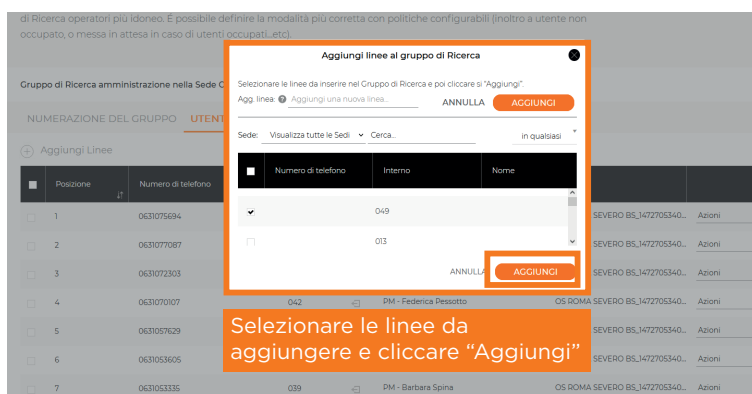 di Ricerca operatori più idoneo. É possibile definire la modalità più corretta con politiche configurabili (inoltro a utente non
occupato, o messa in attesa in caso di utenti occupati...etc).
Aggiungi linee al gruppo di Ricerca
Gruppo di Ricerca amministrazione nella Sede C
Selezionare le linee da inserire nel Gruppo di Ricerca e poi cliccare si "Aggiungi".
Agg. linea: ? Aggiungi una nuova linea... ANNULLA AGGIUNGI
NUMERAZIONE DEL GRUPPO UTENT
Sede: Visualizza tutte le Sedi Cerca... in qualsiasi
Aggiungi Linee
Numero di telefono Interno Nome
Posizione Numero di telefono
049
1 0631075694 SEVERO BS_1472705340... Azioni
013
2 0631077087 SEVERO BS_1472705340... Azioni
ANNULLA AGGIUNGI
3 0631072303 SEVERO BS_1472705340... Azioni
4 0631070107 042 PM - Federica Pessotto OS ROMA SEVERO BS_1472705340... Azioni
Selezionare le linee da
aggiungere e cliccare “Aggiungi”
5 0631057629 SEVERO BS_1472705340... Azioni
6 0631053605 SEVERO BS_1472705340... Azioni
7 0631053335 039 PM - Barbara Spina OS ROMA SEVERO BS_1472705340... Azioni